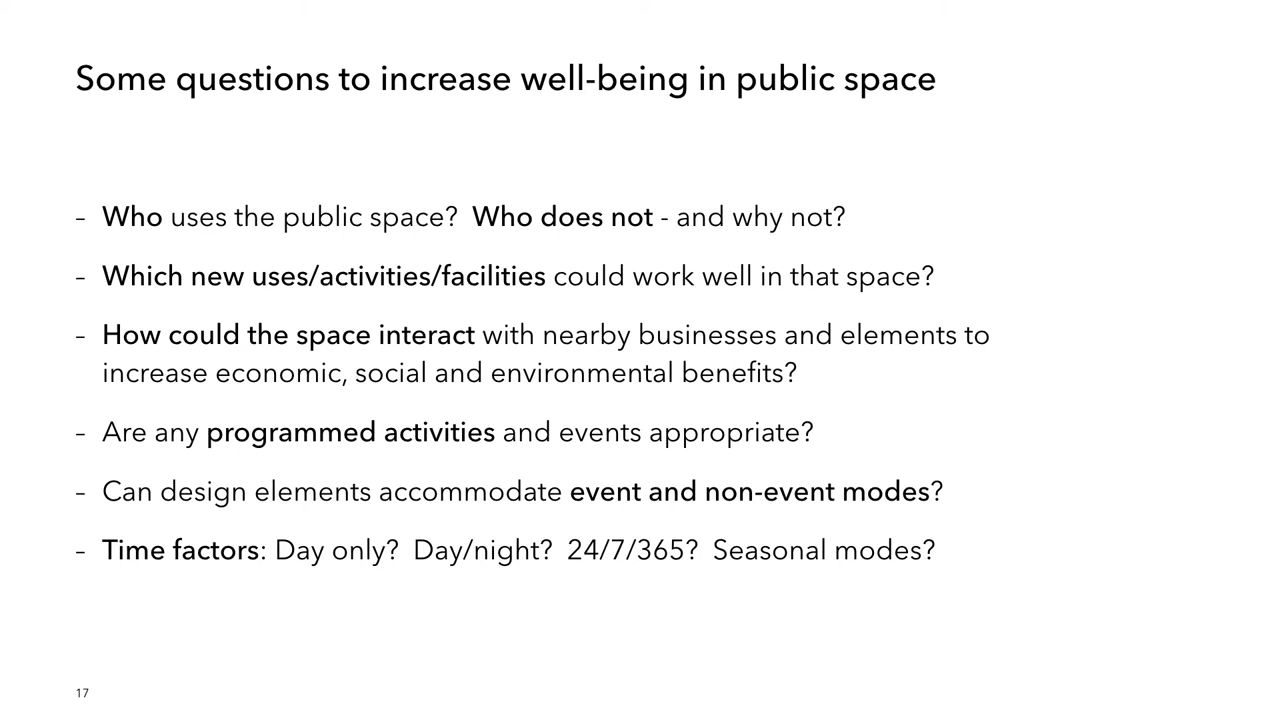 Some questions to increase well-being in public space
– Who uses the public space?  Who does not - and why not?
– Which new uses/activities/facilities could work well in that space?
– How could the space interact with nearby businesses and elements to
increase economic, social and environmental benefits?
– Are any programmed activities and events appropriate?
– Can design elements accommodate event and non-event modes?
– Time factors: Day only?  Day/night?  24/7/365?  Seasonal modes?
17